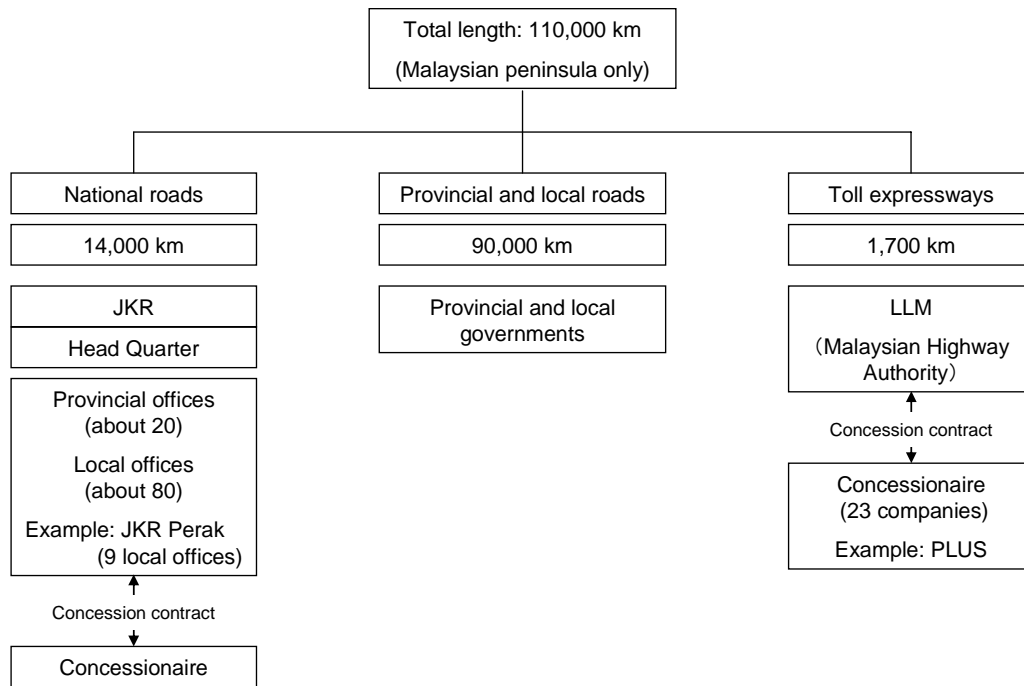 Total length: 110,000 km
(Malaysian peninsula only)
National roads
14,000 km
JKR
Head Quarter
Provincial offices
(about 20)
Local offices
(about 80)
Example: JKR Perak
(9 local offices)
Concession contract
Concessionaire
Provincial and local roads
90,000 km
Provincial and local
governments
Toll expressways
1,700 km
LLM
（Malaysian Highway
Authority）
Concession contract
Concessionaire
(23 companies)
Example: PLUS